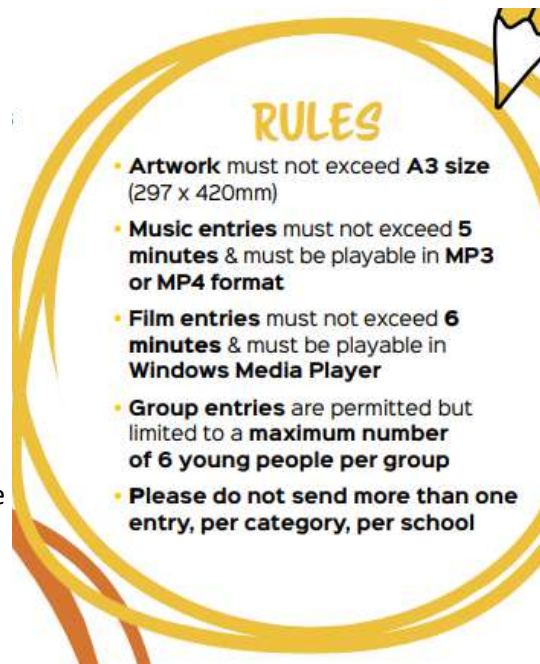 RULES
• Artwork must not exceed A3 size
(297 x 420mm)
• Music entries must not exceed 5
minutes & must be playable in MP3
or MP4 format
• Film entries must not exceed 6
minutes & must be playable in
Windows Media Player
• Group entries are permitted but
limited to a maximum number
of 6 young people per group
e
• Please do not send more than one
entry, per category, per school